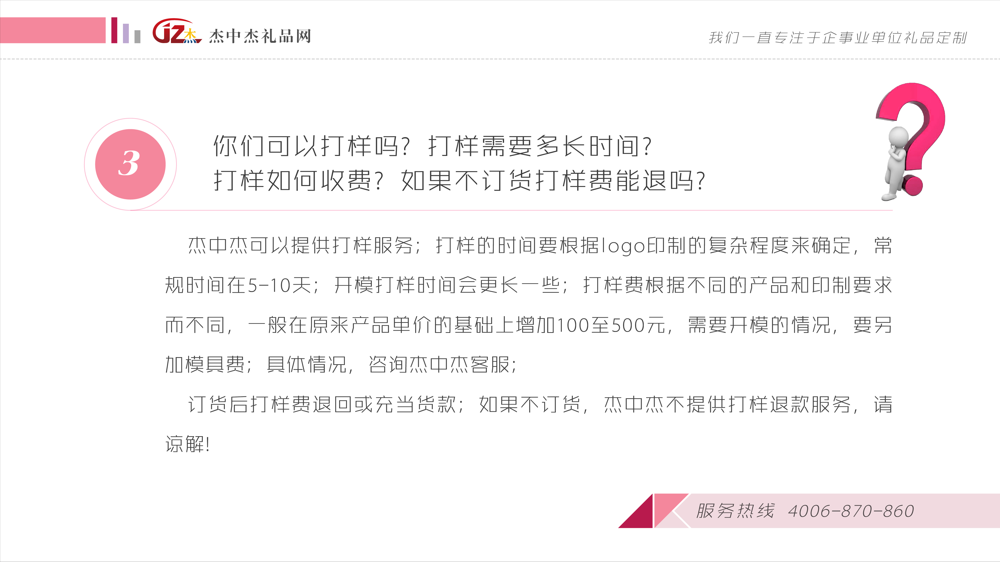 JZ杰 杰中杰礼品网
我们一直专注于企事业单位礼品定制
3
你们可以打样吗？打样需要多长时间？
打样如何收费？如果不订货打样费能退吗？
杰中杰可以提供打样服务；打样的时间要根据logo印制的复杂程度来确定，常
规时间在5-10天；开模打样时间会更长一些；打样费根据不同的产品和印制要求
而不同，一般在原来产品单价的基础上增加100至500元，需要开模的情况，要另
加模具费；具体情况，咨询杰中杰客服；
订货后打样费退回或充当货款；如果不订货，杰中杰不提供打样退款服务，请
谅解！
服务热线 4006-870-860